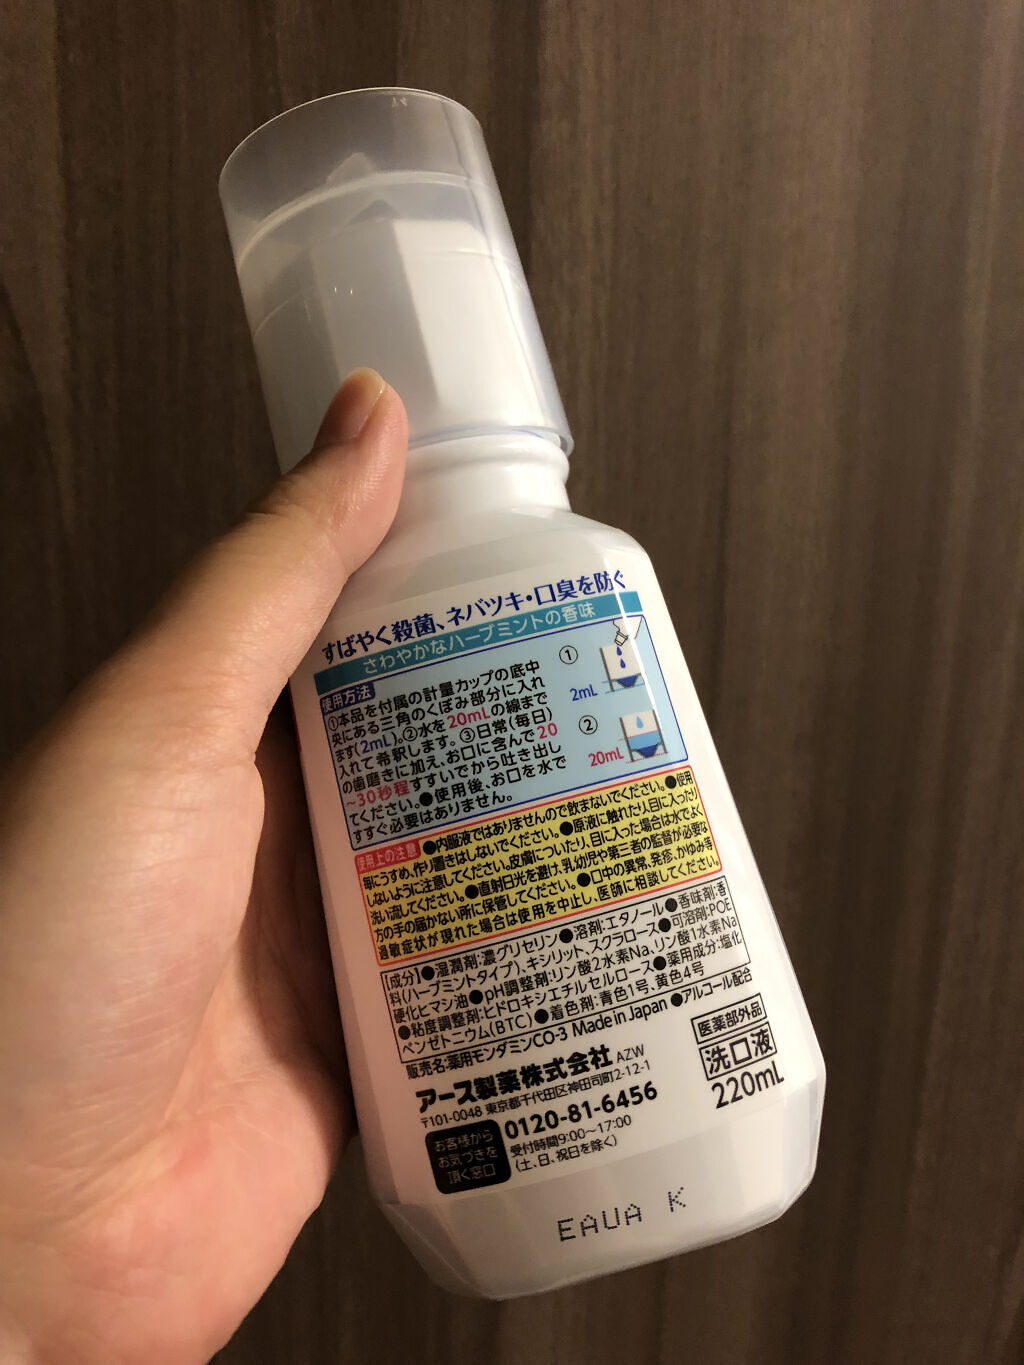 すばやく殺菌、ネバツキ・口臭を防ぐ
さわやかなハーブミントの香味
使用方法
①本品を付属の計量カップの底中
央にある三角のくぼみ部分に入れ
ます(2mL)。②水を20mLの線まで
入れて希釈します。③日常(毎日)
の歯磨きに加え、お口に含んで20
~30秒程すすいでから吐き出し
てください。●使用後、お口を水で
すすぐ必要はありません。
①
2mL
②
20mL
使用上の注意 ●内服液ではありませんので飲まないでください。●使用
毎にうすめ、作り置きはしないでください。●原液に触れたり、目に入ったり
しないように注意してください。皮膚についたり、目に入った場合は水でよく
洗い流してください。●直射日光を避け、乳幼児や第三者の監督が必要な
方の手の届かない所に保管してください。●口中の異常、発疹、かゆみ等
過敏症状が現れた場合は使用を中止し、医師に相談してください。
【成分】●湿潤剤:濃グリセリン●溶剤:エタノール●香味剤:香
料(ハーブミントタイプ)、キシリット、スクラロース●可溶剤:POE
硬化ヒマシ油●pH調整剤:リン酸2水素Na、リン酸1水素Na
●粘度調整剤:ヒドロキシエチルセルロース●薬用成分:塩化
ベンゼトニウム(BTC)●着色剤:青色1号、黄色4号
販売名:薬用モンダミンCO-3 Made in Japan ●アルコール配合
アース製薬株式会社 AZW
〒101-0048 東京都千代田区神田司町2-12-1
お客様から
お気づきを
頂く窓口
0120-81-6456
受付時間9:00~17:00
(土、日、祝日を除く)
医薬部外品
洗口液
220mL
EAUA K